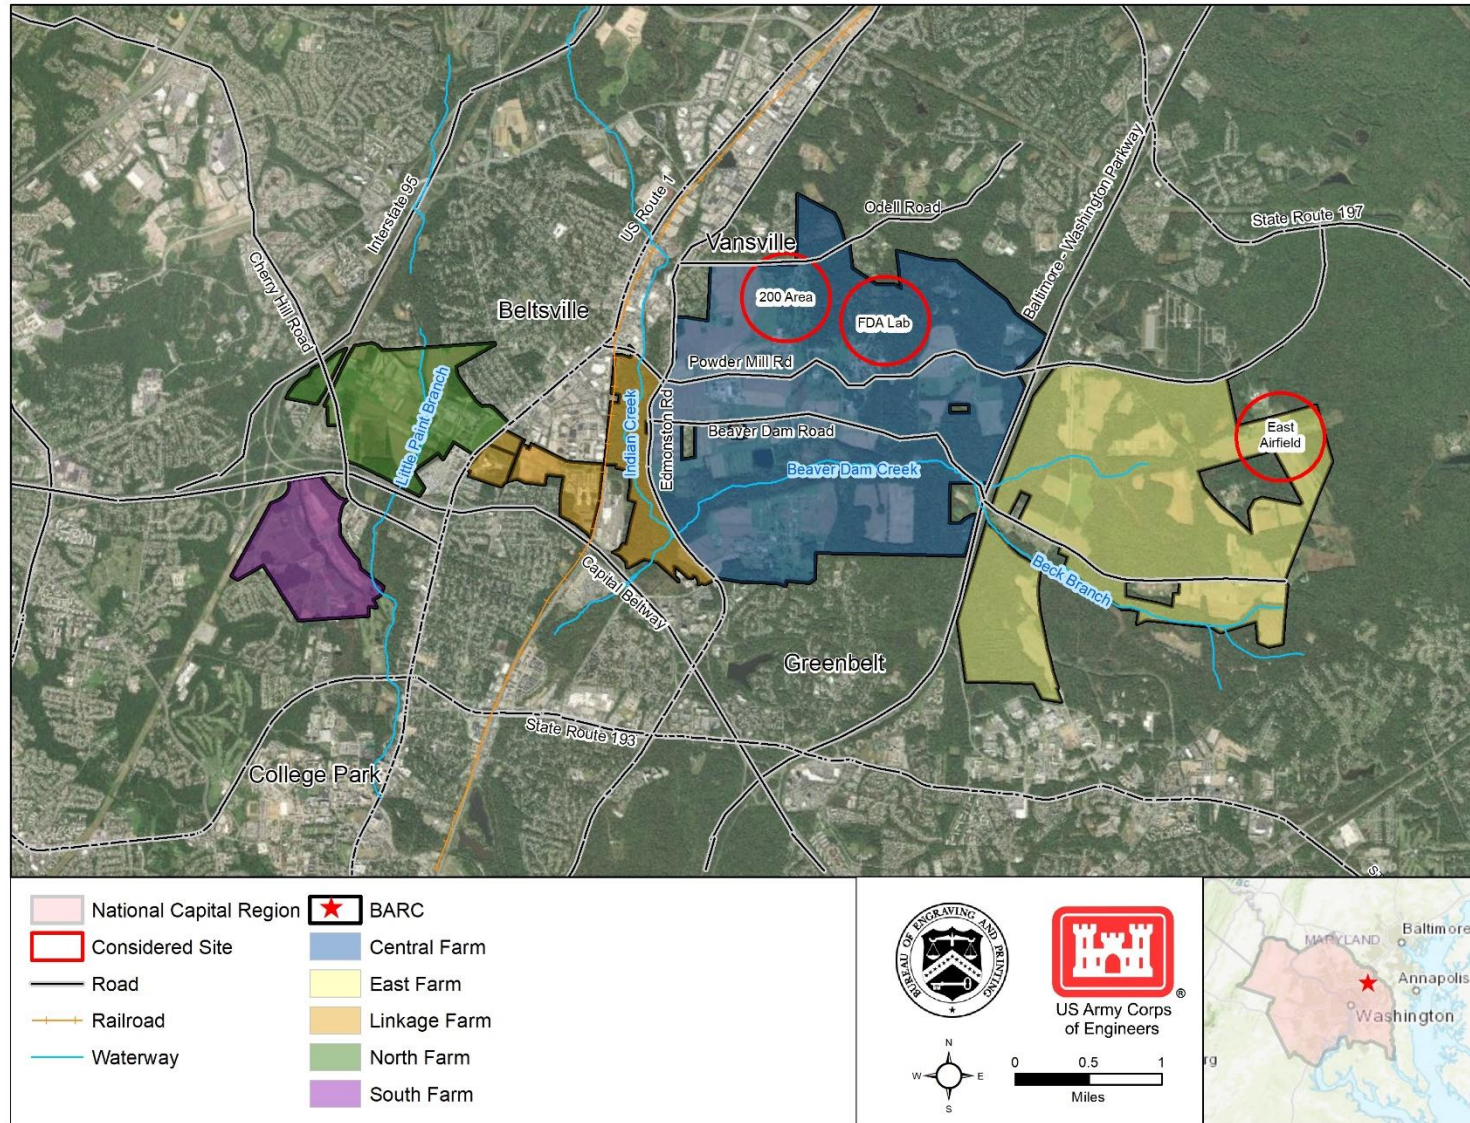 Interstate 95
US Route 1
Cherry Hill Road
Odell Road
Vansville
Baltimore - Washington Parkway
State Route 197
200 Area
FDA Lab
Beltsville
Powder Mill Rd
Little Paint Branch
Indian Creek
Edmonston Rd
Beaver Dam Road
Beaver Dam Creek
East
Airfield
Capital Beltway
Beck Branch
Greenbelt
State Route 193
College Park
S
National Capital Region
Considered Site
Road
Railroad
Waterway
BARC
Central Farm
East Farm
Linkage Farm
North Farm
South Farm
BUREAU OF ENGRAVING AND PRINTING
US Army Corps
of Engineers
®
N
W E
S
0 0.5 1
Miles
MARYLAND
Baltimore
Annapolis
Washington
rg